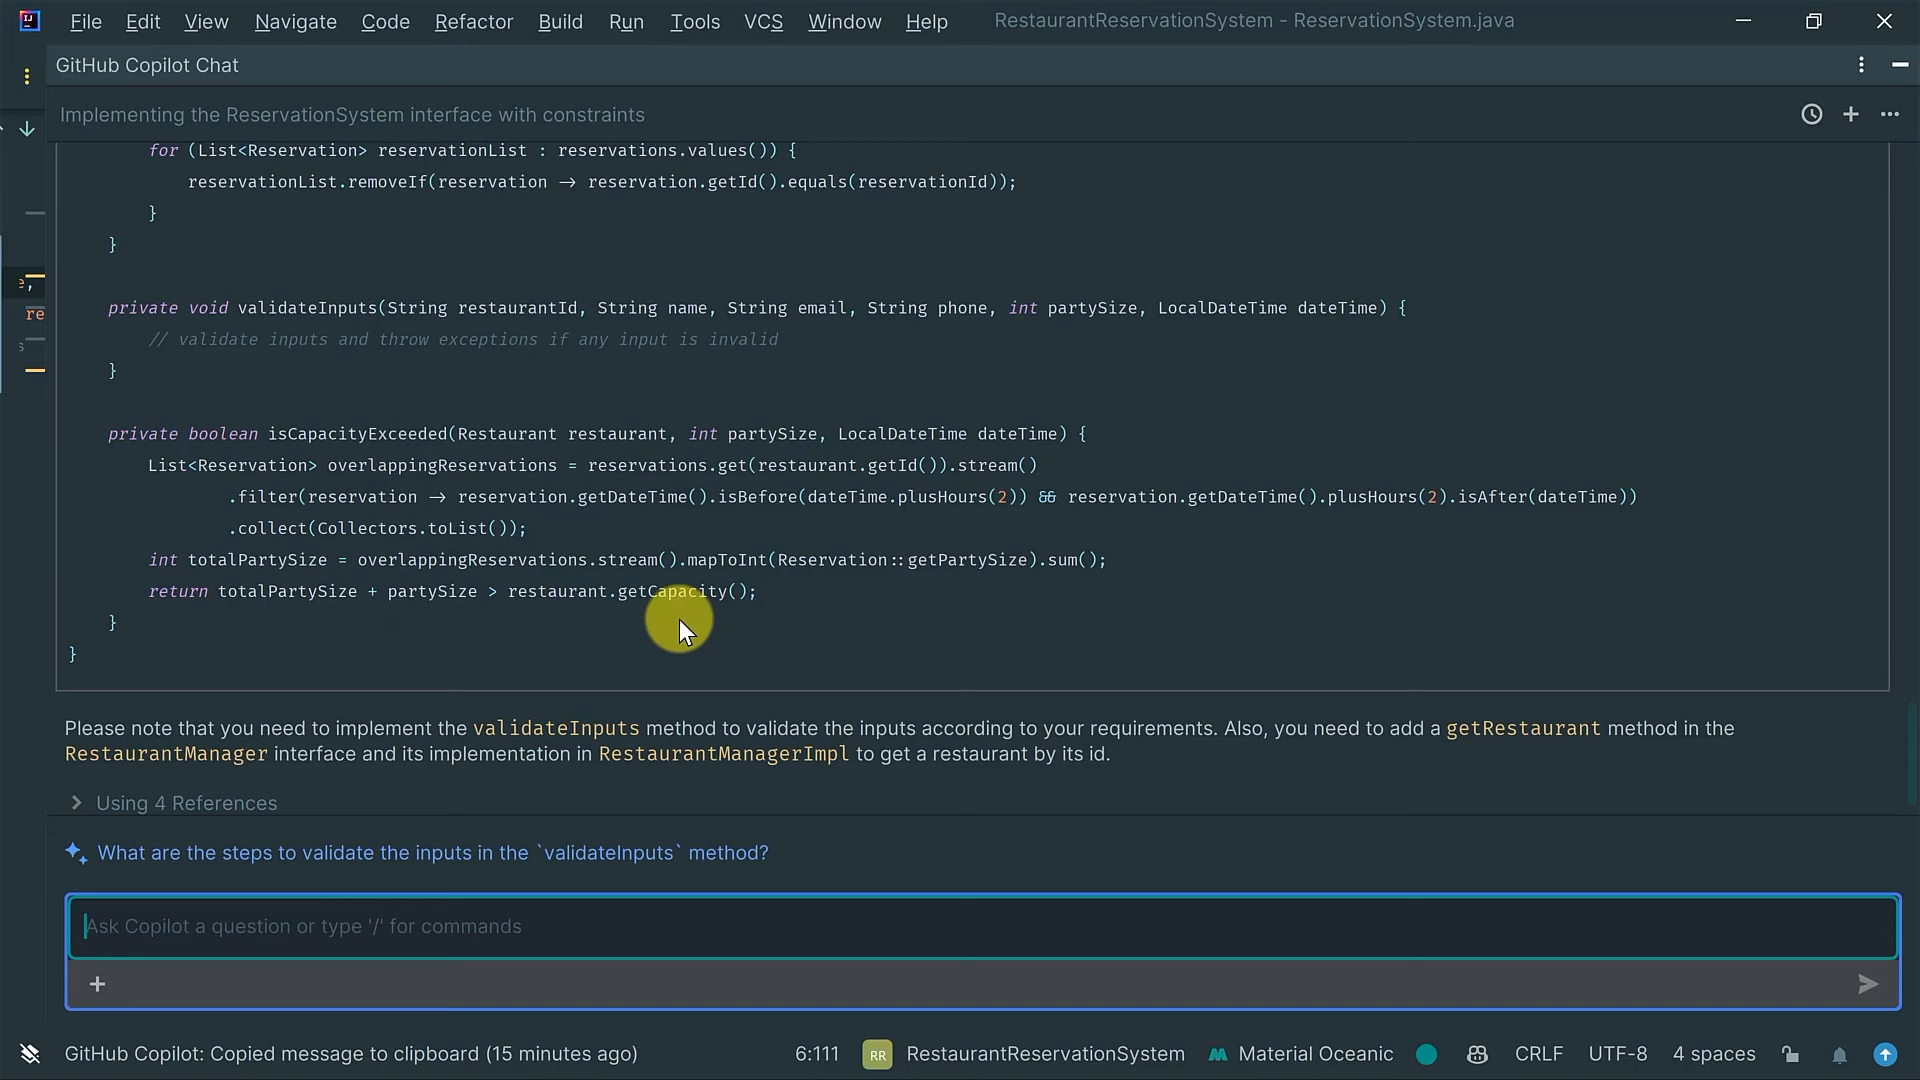 File Edit View Navigate Code Refactor Build Run Tools VCS Window Help RestaurantReservationSystem - ReservationSystem.java
GitHub Copilot Chat
Implementing the ReservationSystem interface with constraints
for (List<Reservation> reservationList : reservations.values()) {
reservationList.removeIf(reservation → reservation.getId().equals(reservationId));
}
}
private void validateInputs(String restaurantId, String name, String email, String phone, int partySize, LocalDateTime dateTime) {
// validate inputs and throw exceptions if any input is invalid
}
private boolean isCapacityExceeded(Restaurant restaurant, int partySize, LocalDateTime dateTime) {
List<Reservation> overlappingReservations = reservations.get(restaurant.getId()).stream()
.filter(reservation → reservation.getDateTime().isBefore(dateTime.plusHours(2)) && reservation.getDateTime().plusHours(2).isAfter(dateTime))
.collect(Collectors.toList());
int totalPartySize = overlappingReservations.stream().mapToInt(Reservation::getPartySize).sum();
return totalPartySize + partySize > restaurant.getCapacity();
}
}
e,
re
s
Please note that you need to implement the validateInputs method to validate the inputs according to your requirements. Also, you need to add a getRestaurant method in the
RestaurantManager interface and its implementation in RestaurantManagerImpl to get a restaurant by its id.
Using 4 References
What are the steps to validate the inputs in the `validateInputs` method?
Ask Copilot a question or type '/' for commands
GitHub Copilot: Copied message to clipboard (15 minutes ago) 6:111 RR RestaurantReservationSystem Material Oceanic CRLF UTF-8 4 spaces